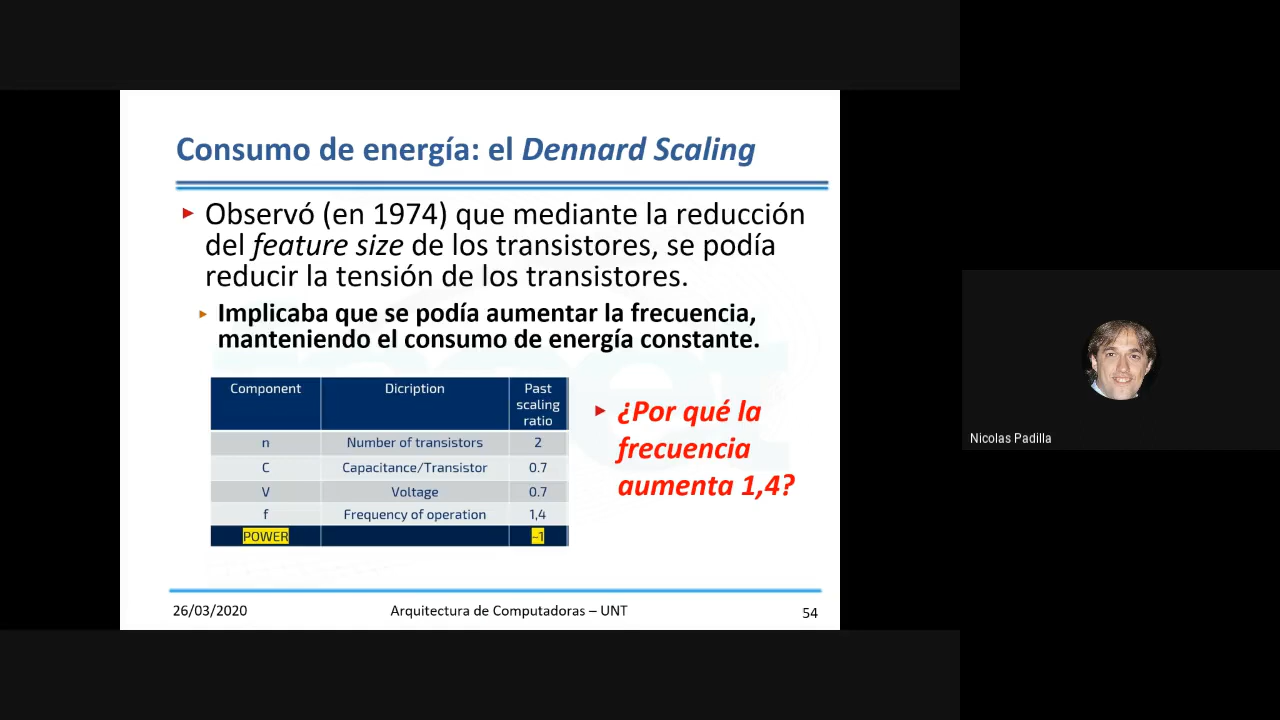 Consumo de energía: el Dennard Scaling
Observó (en 1974) que mediante la reducción
del feature size de los transistores, se podía
reducir la tensión de los transistores.
Implicaba que se podía aumentar la frecuencia,
manteniendo el consumo de energía constante.
Component Dicription Past scaling ratio
n Number of transistors 2
C Capacitance/Transistor 0.7
V Voltage 0.7
f Frequency of operation 1,4
POWER ~1
¿Por qué la
frecuencia
aumenta 1,4?
26/03/2020 Arquitectura de Computadoras – UNT 54
Nicolas Padilla